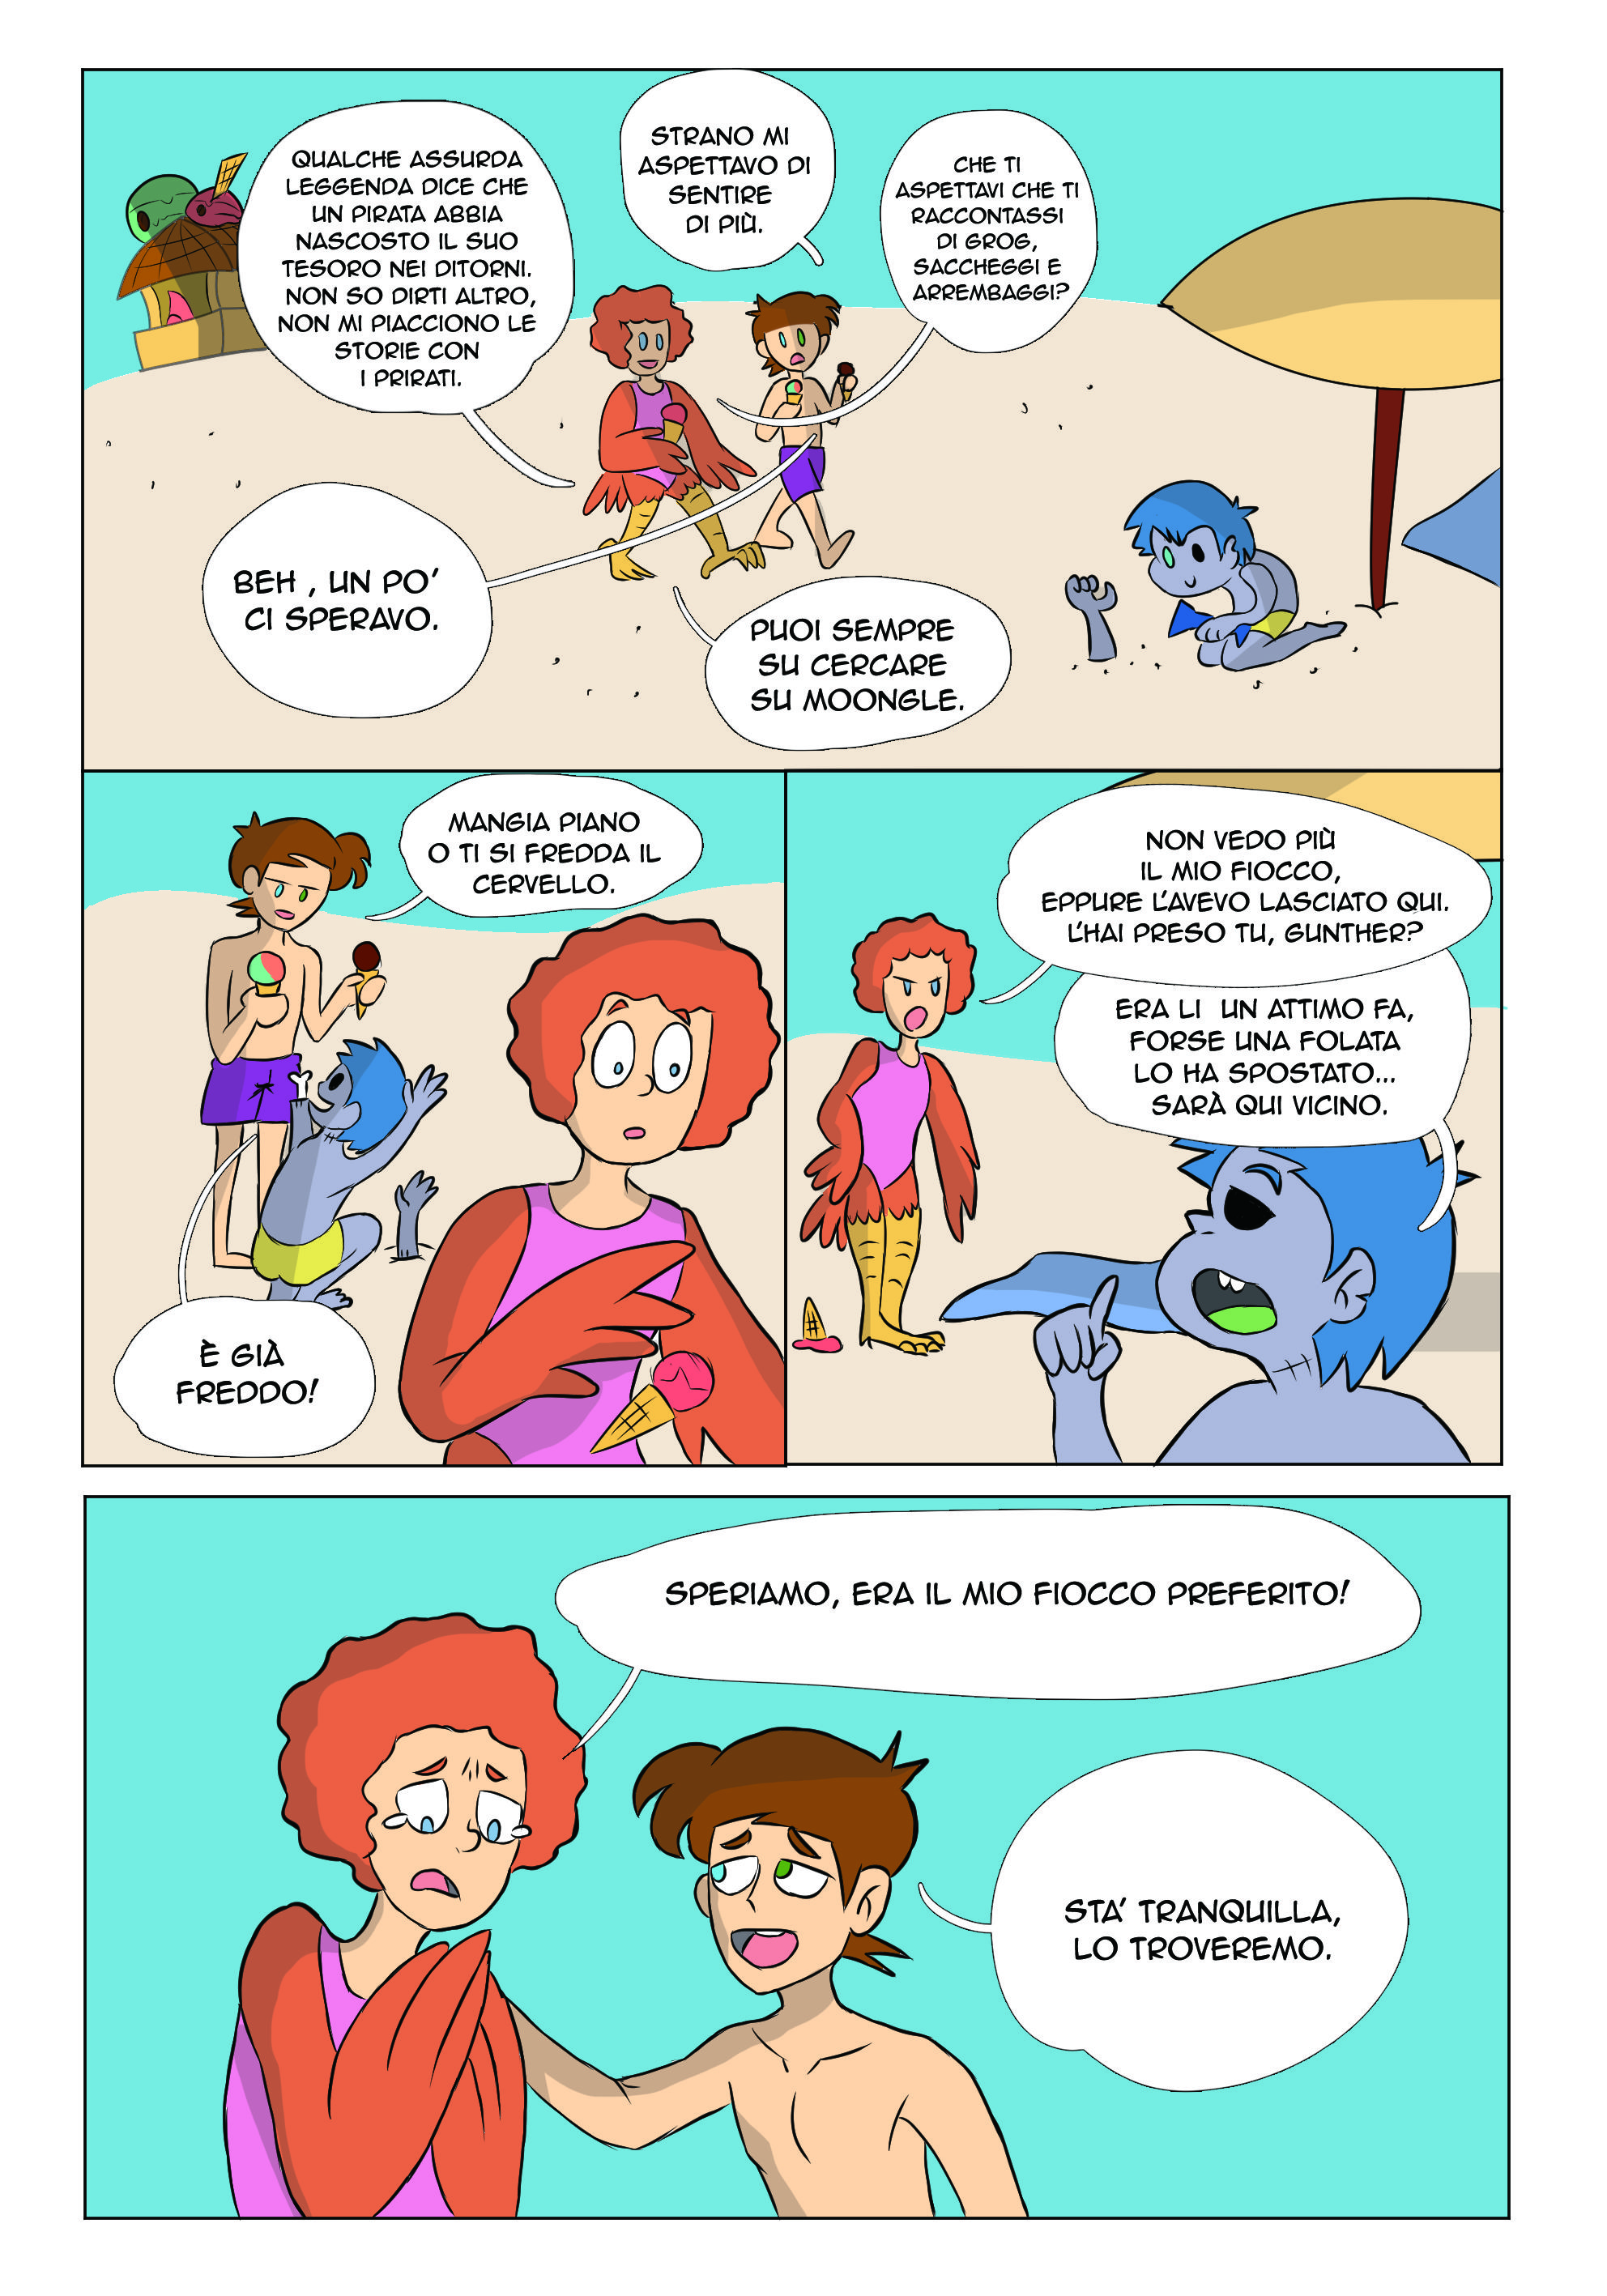 QUALCHE ASSURDA
LEGGENDA DICE CHE
UN PIRATA ABBIA
NASCOSTO IL SUO
TESORO NEI DITORNI.
NON SO DIRTI ALTRO,
NON MI PIACCIONO LE
STORIE CON
I PRIRATI.
STRANO MI
ASPETTAVO DI
SENTIRE
DI PIÙ.
CHE TI
ASPETTAVI CHE TI
RACCONTASSI
DI GROG,
SACCHEGGI E
ARREMBAGGI?
BEH , UN PO'
CI SPERAVO.
PUOI SEMPRE
SU CERCARE
SU MOONGLE.
MANGIA PIANO
O TI SI FREDDA IL
CERVELLO.
È GIÀ
FREDDO!
NON VEDO PIÙ
IL MIO FIOCCO,
EPPURE L'AVEVO LASCIATO QUI.
L'HAI PRESO TU, GUNTHER?
ERA LI UN ATTIMO FA,
FORSE UNA FOLATA
LO HA SPOSTATO...
SARÀ QUI VICINO.
SPERIAMO, ERA IL MIO FIOCCO PREFERITO!
STA' TRANQUILLA,
LO TROVEREMO.